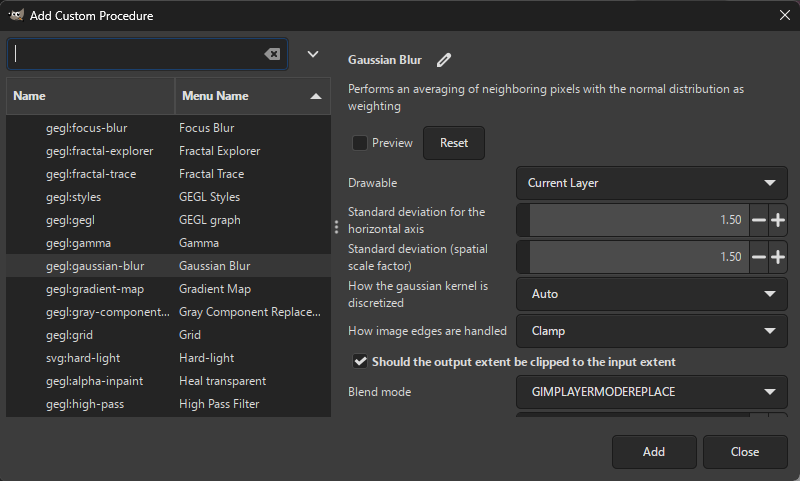 Add Custom Procedure
Name Menu Name
gegl:focus-blur Focus Blur
gegl:fractal-explorer Fractal Explorer
gegl:fractal-trace Fractal Trace
gegl:styles GEGL Styles
gegl:gegl GEGL graph
gegl:gamma Gamma
gegl:gaussian-blur Gaussian Blur
gegl:gradient-map Gradient Map
gegl:gray-component... Gray Component Replace...
gegl:grid Grid
svg:hard-light Hard-light
gegl:alpha-inpaint Heal transparent
gegl:high-pass High Pass Filter
Gaussian Blur
Performs an averaging of neighboring pixels with the normal distribution as
weighting
Preview Reset
Drawable Current Layer
Standard deviation for the
horizontal axis
1.50
Standard deviation (spatial
scale factor)
1.50
How the gaussian kernel is
discretized
Auto
How image edges are handled Clamp
Should the output extent be clipped to the input extent
Blend mode GIMPLAYERMODEREPLACE
Add Close